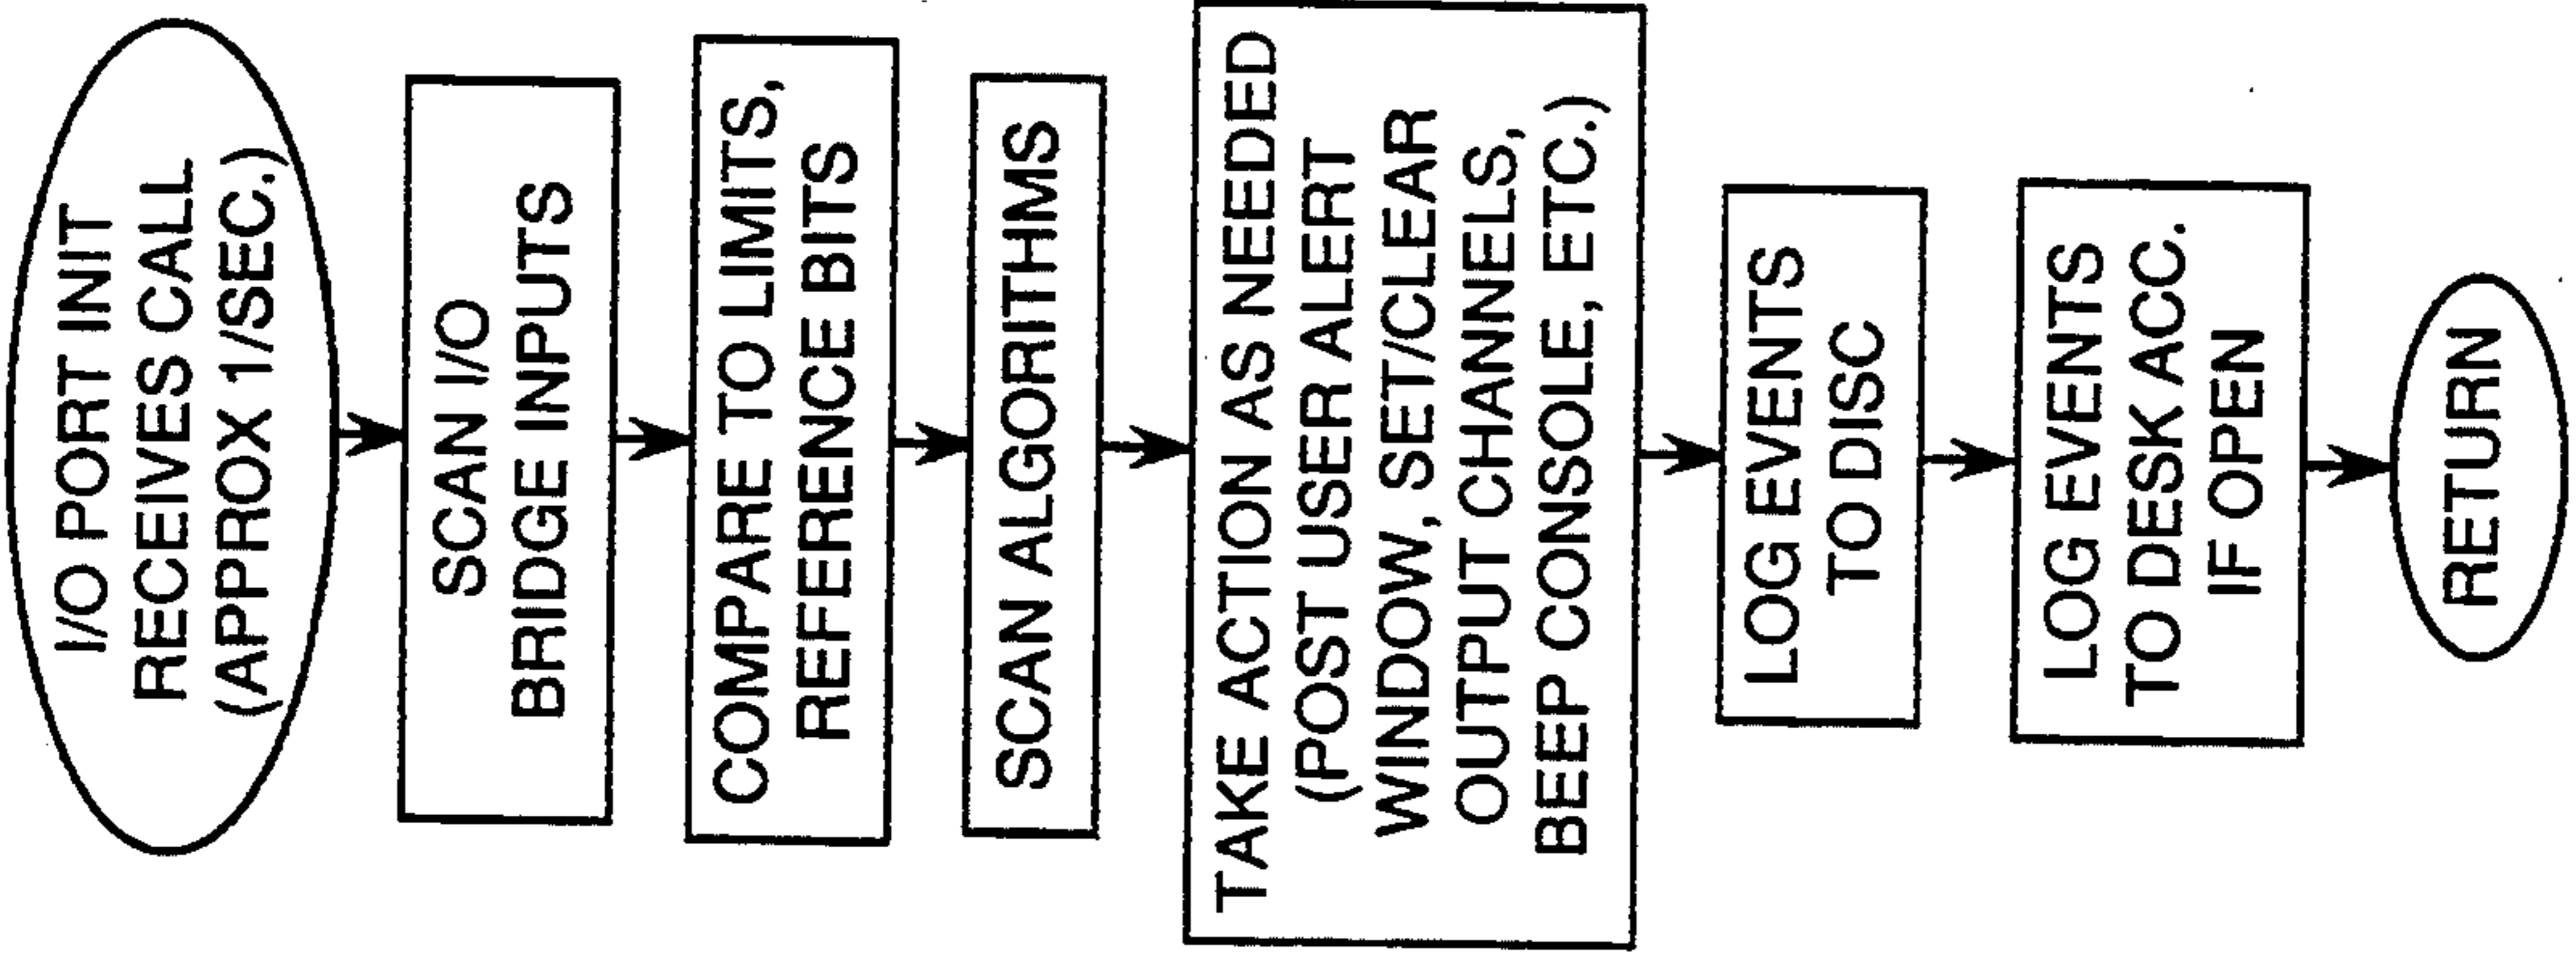 I/O PORT INIT
RECEIVES CALL
(APPROX 1/SEC.)
SCAN I/O
BRIDGE INPUTS
COMPARE TO LIMITS,
REFERENCE BITS
SCAN ALGORITHMS
TAKE ACTION AS NEEDED
(POST USER ALERT
WINDOW, SET/CLEAR
OUTPUT CHANNELS,
BEEP CONSOLE, ETC.)
LOG EVENTS
TO DISC
LOG EVENTS
TO DESK ACC.
IF OPEN
RETURN